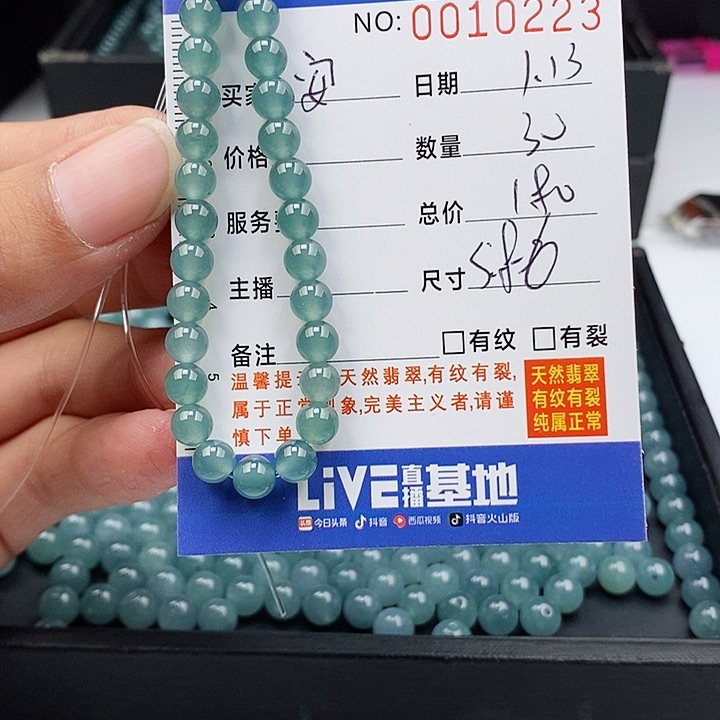 NO: 0010223
买家 安 日期 1.13
价格 数量 30
服务 总价 180
主播 尺寸
备注 □有纹 □有裂
温馨提 天然翡翠,有纹有裂,
属于正常 象,完美主义者,请谨
慎下单
天然翡翠
有纹有裂
纯属正常
5
LiVE直播基地
今日头条 抖音 西瓜视频 抖音火山版